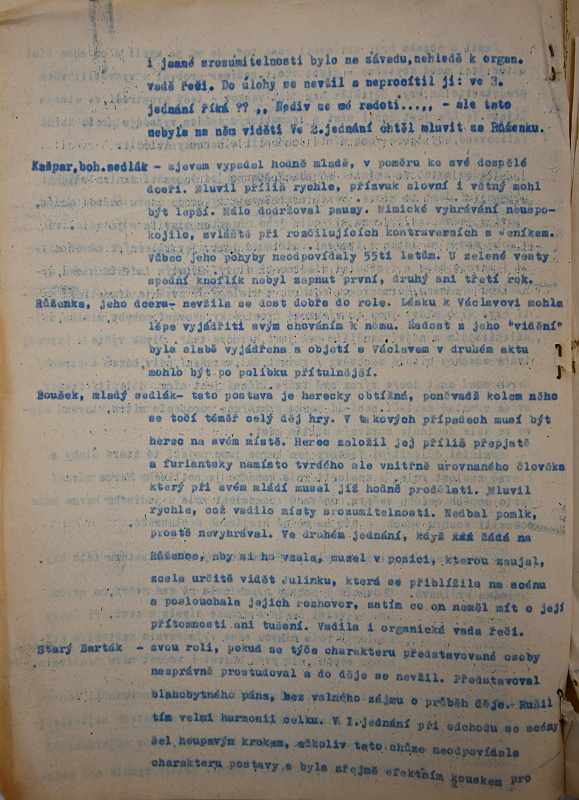 i jasné srozumitelnosti bylo na závadu, nehledě k organ.
vadě řeči. Do úlohy se nevžil a neprocítil ji: ve 3.
jednání říká ?? ,, Nediv se mé radoti...,,, - ale tato
nebyla na něm viděti Ve 2.jednání chtěl mluvit za Růženku.
Kašpar, boh.sedlák - zjevem vypadal hodně mladě, v poměru ke své dospělé
dceři. Mluvil příliš rychle, přízvuk slovní i větný mohl
být lepší. Málo dodržoval pausy. Mimické vyhrávání neuspo-
kojilo, zvláště při rozčilujících kontraverzích s
Vůbec jeho pohyby neodpovídaly 55ti letům. U zelené vesty
spodní knoflík nebyl zapnut první, druhý ani třetí rok.
Růženka, jeho dcera- nevžila se dost dobře do role. Lásku k Václavovi mohla
lépe vyjádřiti svým chováním k němu. Radost z jeho "vidění"
byla slabě vyjádřena a objetí s Václavem v druhém aktu
mohlo být po polibku přítulnější.
Boušek, mladý sedlák- tato postava je herecky obtížná, poněvadž kolem něho
se točí téměř celý děj hry. V takových případech musí být
herec na svém místě. Herec založil jej příliš přepjatě
a furiantsky namísto tvrdého ale vnitřně urovnaného člověka
který při svém mládí musel již hodně prodělati. Mluvil
rychle, což vadilo místy srozumitelnosti. Nedbal pomlk,
prostě nevyhrával. Ve druhém jednání, když žádá na
Růžence, aby si ho vzala, musel v pozici, kterou zaujal,
zcela určitě vidět Julinku, která se přiblížila na scénu
a poslouchala jejich rozhovor, zatím co on neměl mít o její
přítomnosti ani tušení. Vadila i organická vada řeči.
Starý Barták - svou roli, pokud se týče charakteru představované osoby
nesprávně prostudoval a do děje se nevžil. Představoval
blahobytného pána, bez valného zájmu o průběh děje. Rušil
tím velmi harmonii celku. V I.jednání při odchodu se scény
šel houpavým krokem, ačkoliv tato chůze neodpovídala
charakteru postavy a byla zřejmě efektním kouskem pro